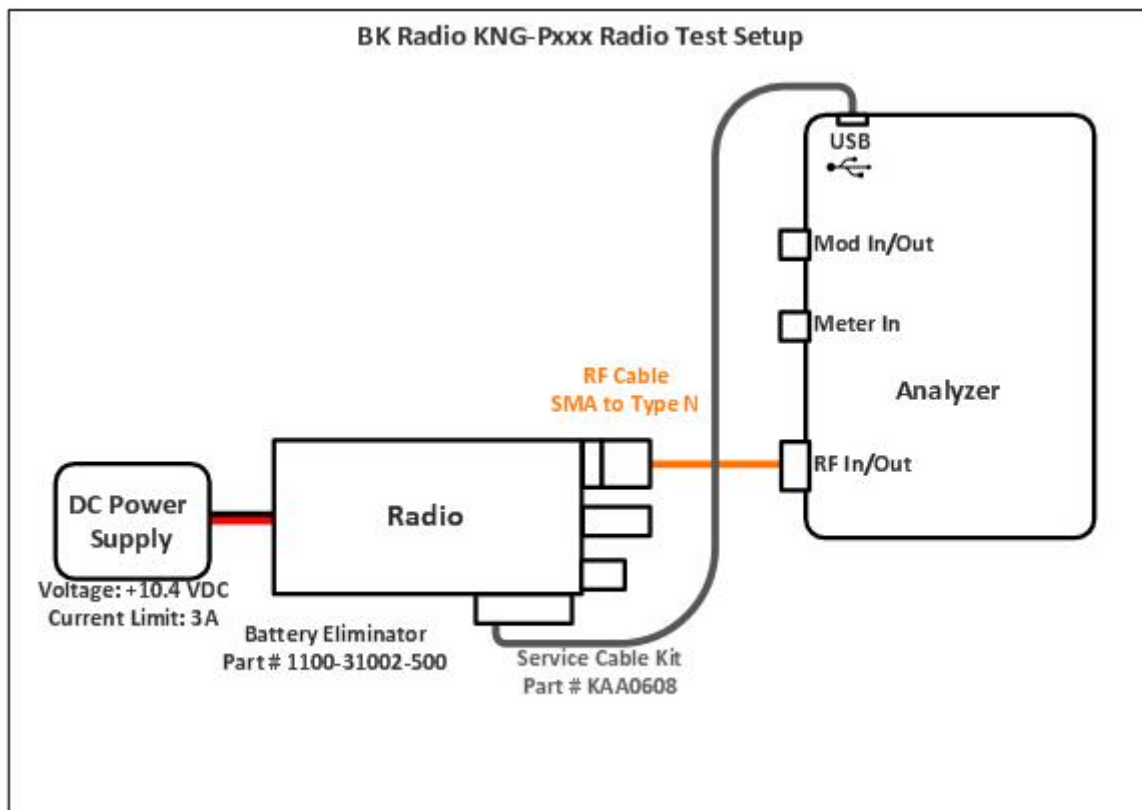 BK Radio KNG-Pxxx Radio Test Setup
USB
Mod In/Out
Meter In
Analyzer
RF In/Out
RF Cable
SMA to Type N
Radio
DC Power
Supply
Voltage: +10.4 VDC
Current Limit: 3A
Battery Eliminator
Part # 1100-31002-500
Service Cable Kit
Part # KAA0608